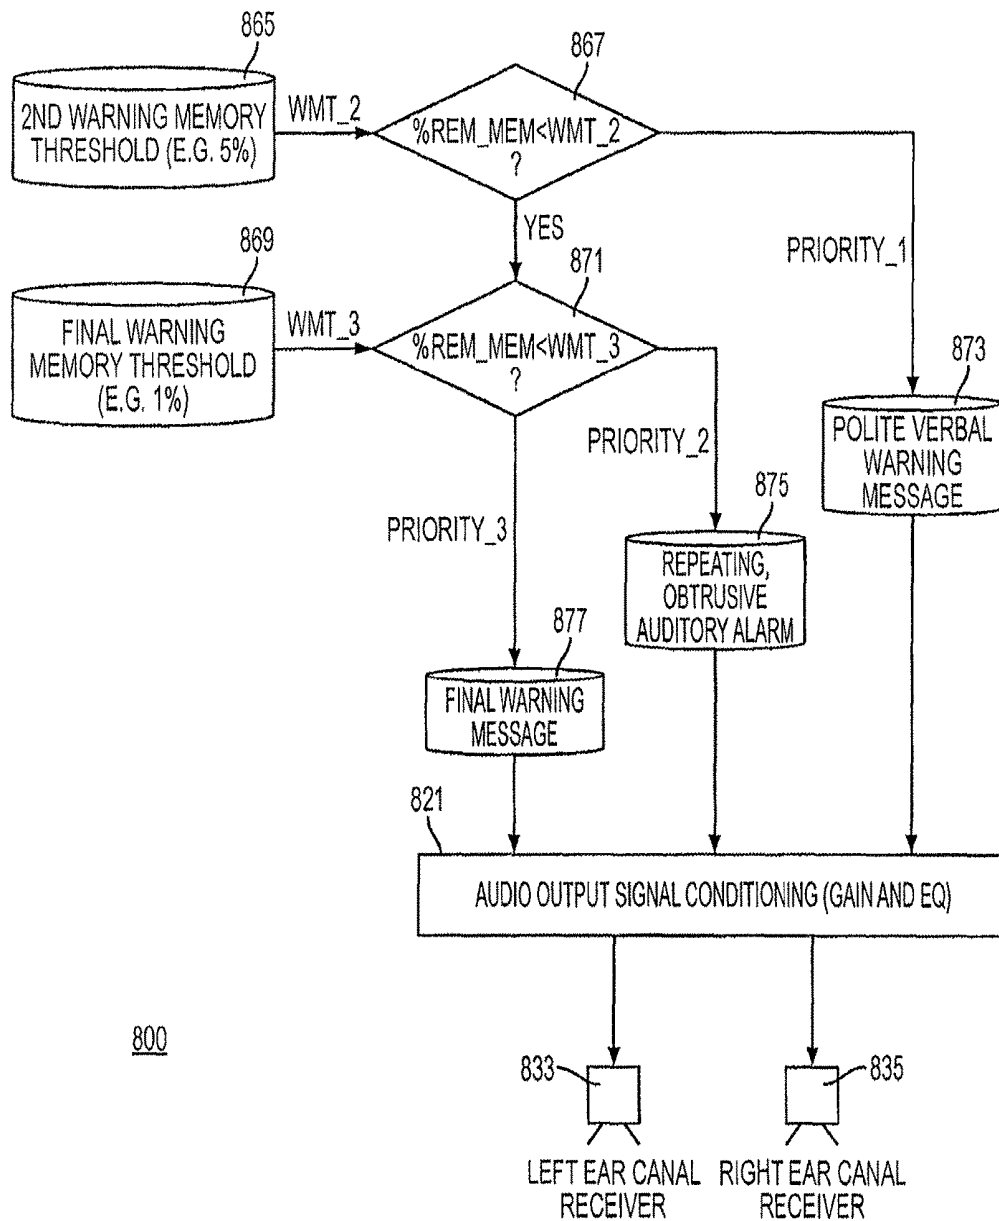 865
2ND WARNING MEMORY
THRESHOLD (E.G. 5%)
WMT_2
867
%REM_MEM<WMT_2
?
YES
PRIORITY_1
869
FINAL WARNING
MEMORY THRESHOLD
(E.G. 1%)
WMT_3
871
%REM_MEM<WMT_3
?
PRIORITY_2
PRIORITY_3
873
POLITE VERBAL
WARNING
MESSAGE
875
REPEATING,
OBTRUSIVE
AUDITORY ALARM
877
FINAL WARNING
MESSAGE
821
AUDIO OUTPUT SIGNAL CONDITIONING (GAIN AND EQ)
800
833
LEFT EAR CANAL
RECEIVER
835
RIGHT EAR CANAL
RECEIVER